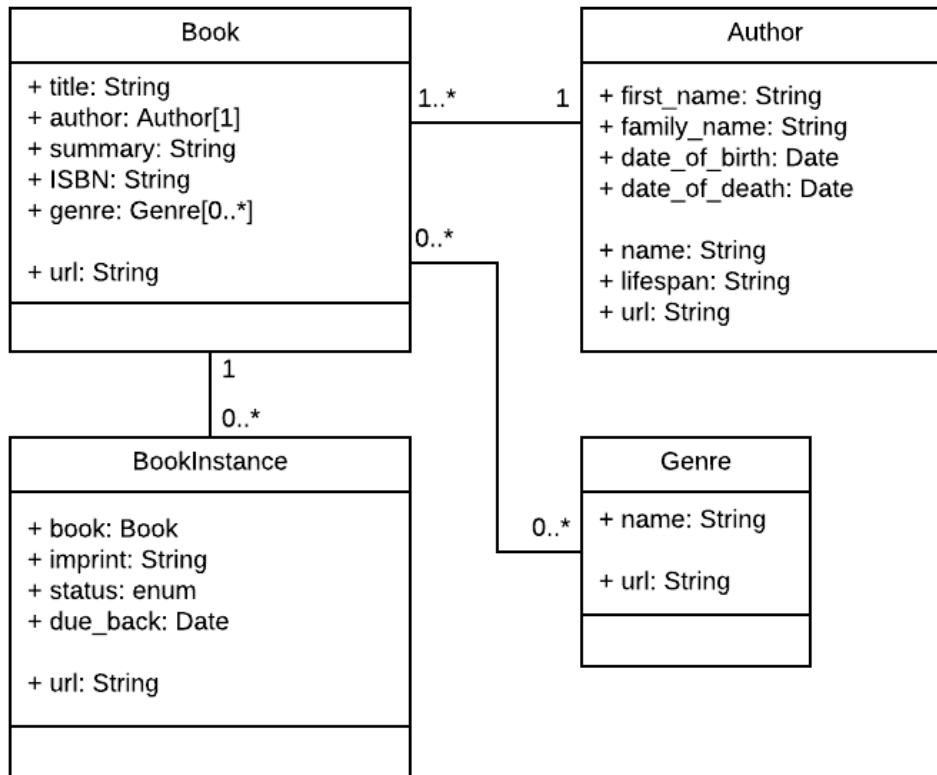 Book
+ title: String
+ author: Author[1]
+ summary: String
+ ISBN: String
+ genre: Genre[0..*]
+ url: String
1..*
1
Author
+ first_name: String
+ family_name: String
+ date_of_birth: Date
+ date_of_death: Date
+ name: String
+ lifespan: String
+ url: String
0..*
0..*
1
0..*
BookInstance
+ book: Book
+ imprint: String
+ status: enum
+ due_back: Date
+ url: String
Genre
+ name: String
+ url: String